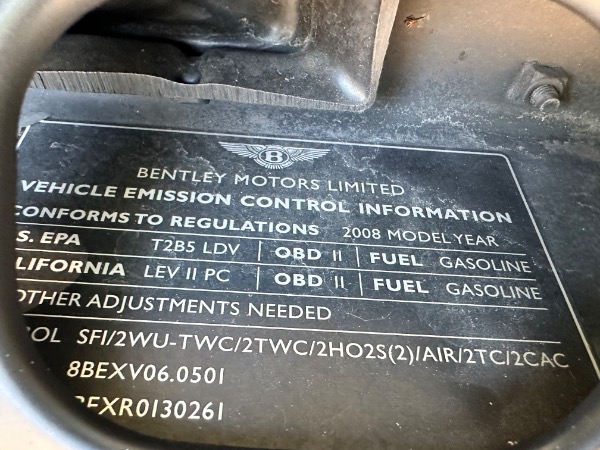 B
BENTLEY MOTORS LIMITED
VEHICLE EMISSION CONTROL INFORMATION
CONFORMS TO REGULATIONS 2008 MODEL YEAR
S. EPA T2B5 LDV OBD II FUEL GASOLINE
LIFORNIA LEV II PC OBD II FUEL GASOLINE
OTHER ADJUSTMENTS NEEDED
ROL SFI/2WU-TWC/2TWC/2HO2S(2)/AIR/2TC/2CAC
8BEXV06.0501
BEXR0130261